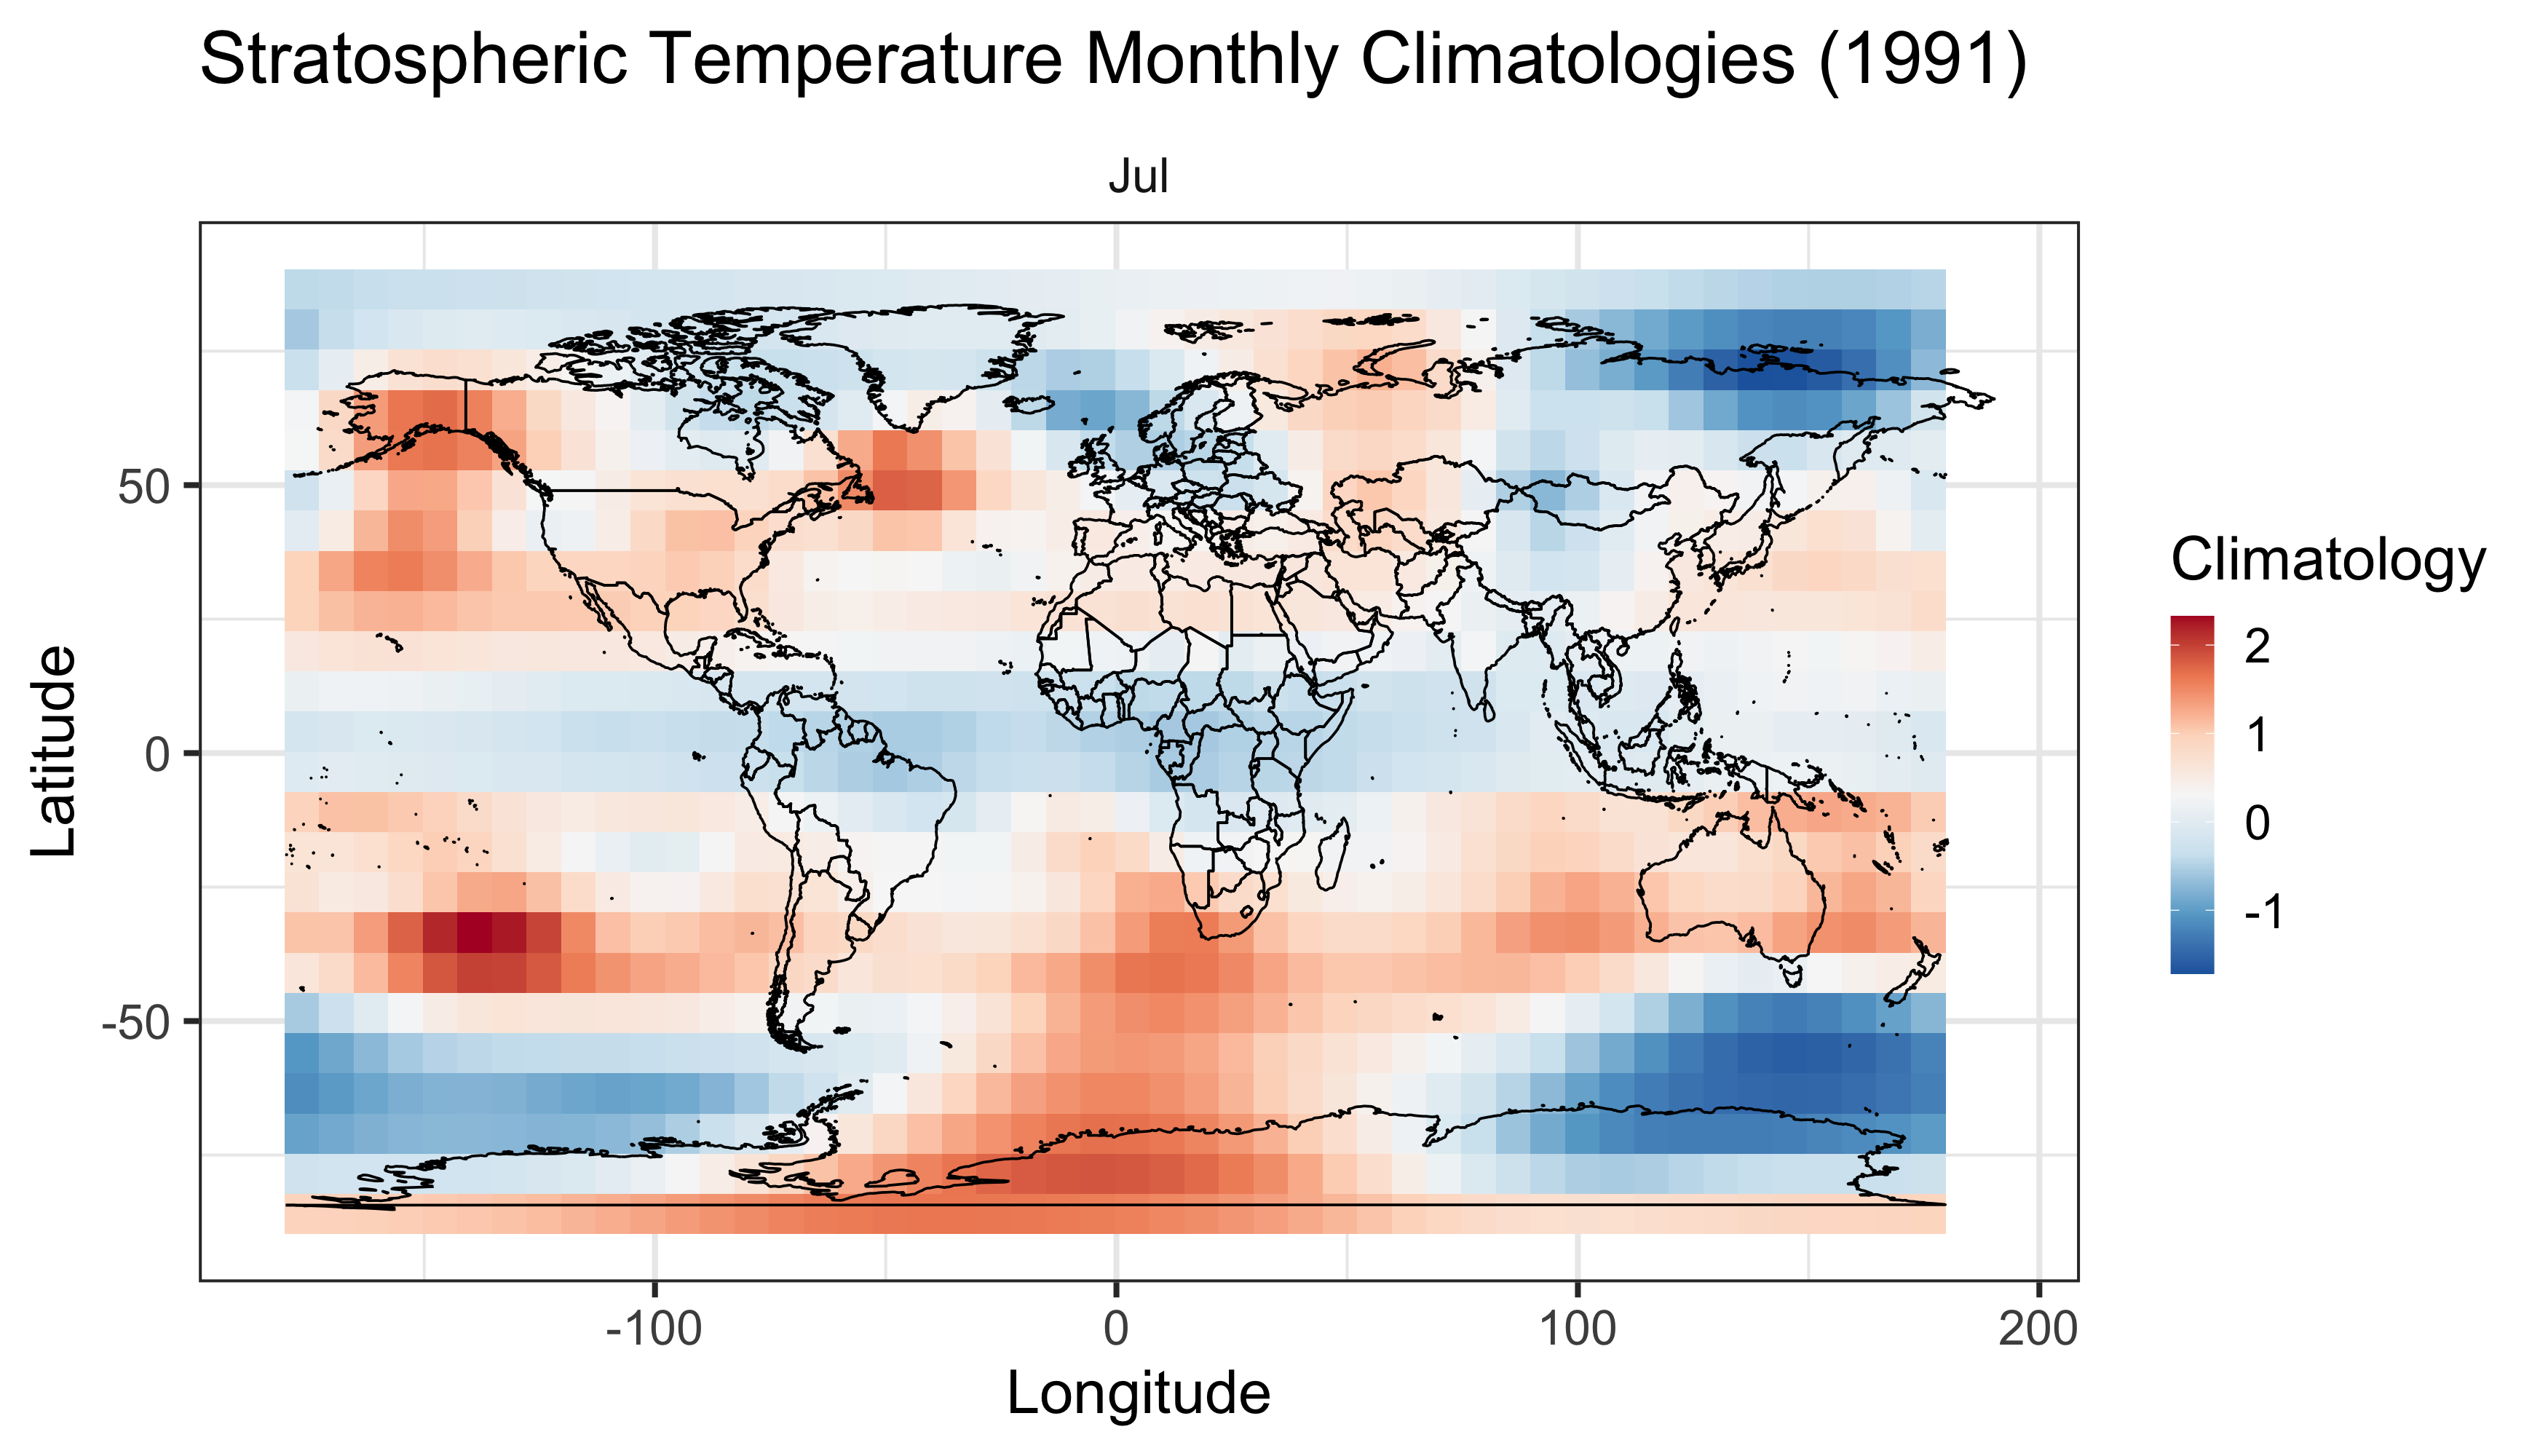 Stratospheric Temperature Monthly Climatologies (1991)
Jul
Latitude
50
0
-50
-100
0
100
200
Longitude
Climatology
2
1
0
-1